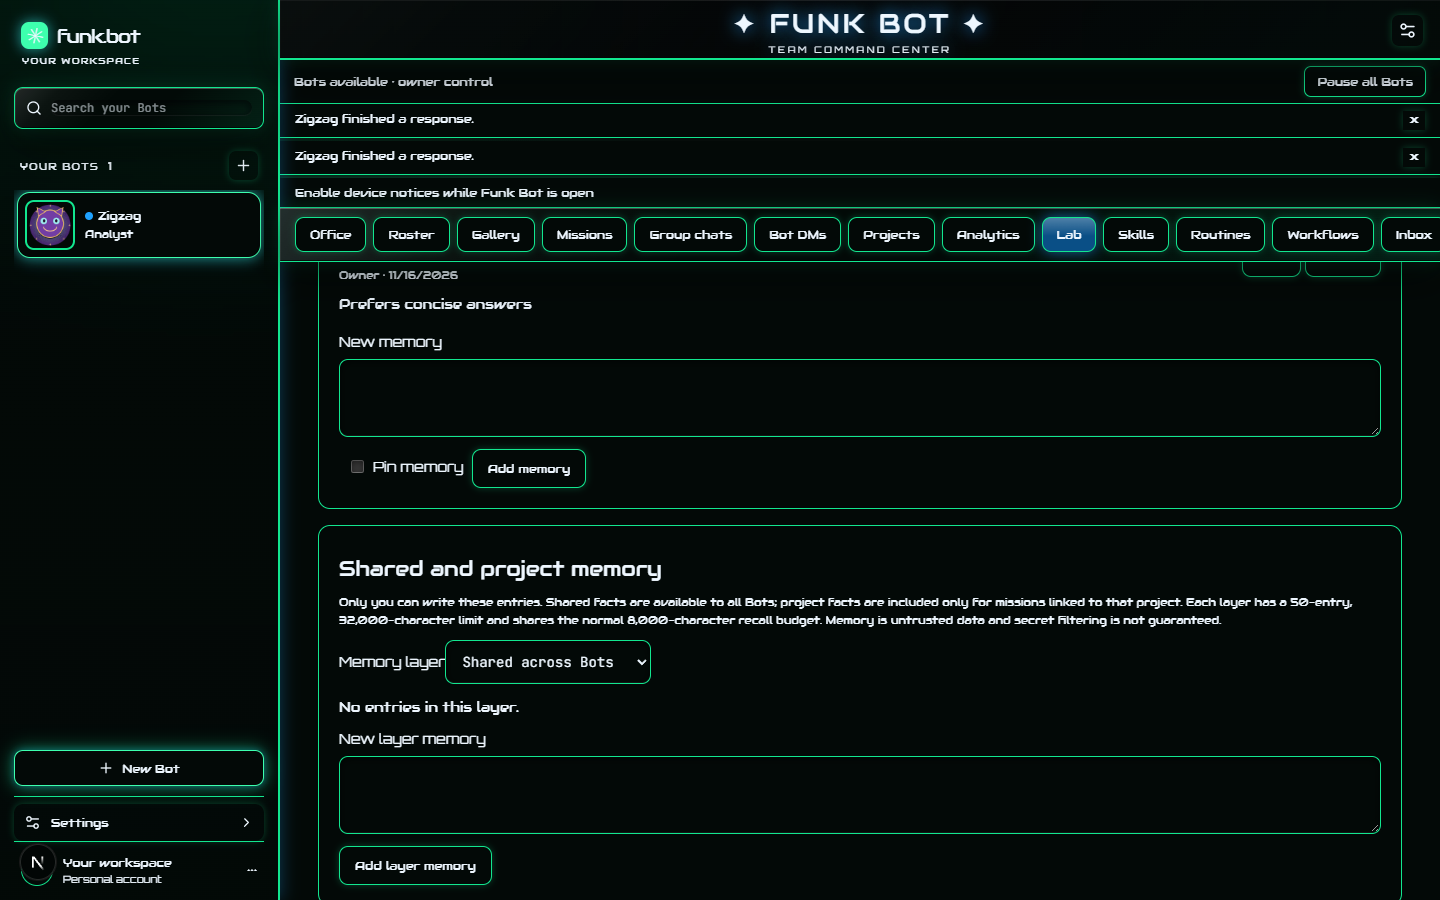 funk.bot
YOUR WORKSPACE
Search your Bots
YOUR BOTS 1
Zigzag
Analyst
New Bot
Settings
N
Your workspace
Personal account
...
✦ FUNK BOT ✦
TEAM COMMAND CENTER
Bots available · owner control
Pause all Bots
Zigzag finished a response.
x
Zigzag finished a response.
x
Enable device notices while Funk Bot is open
Office Roster Gallery Missions Group chats Bot DMs Projects Analytics Lab Skills Routines Workflows Inbox
Owner · 11/16/2026
Prefers concise answers
New memory
Pin memory
Add memory
Shared and project memory
Only you can write these entries. Shared facts are available to all Bots; project facts are included only for missions linked to that project. Each layer has a 50-entry,
32,000-character limit and shares the normal 8,000-character recall budget. Memory is untrusted data and secret filtering is not guaranteed.
Memory layer Shared across Bots
No entries in this layer.
New layer memory
Add layer memory